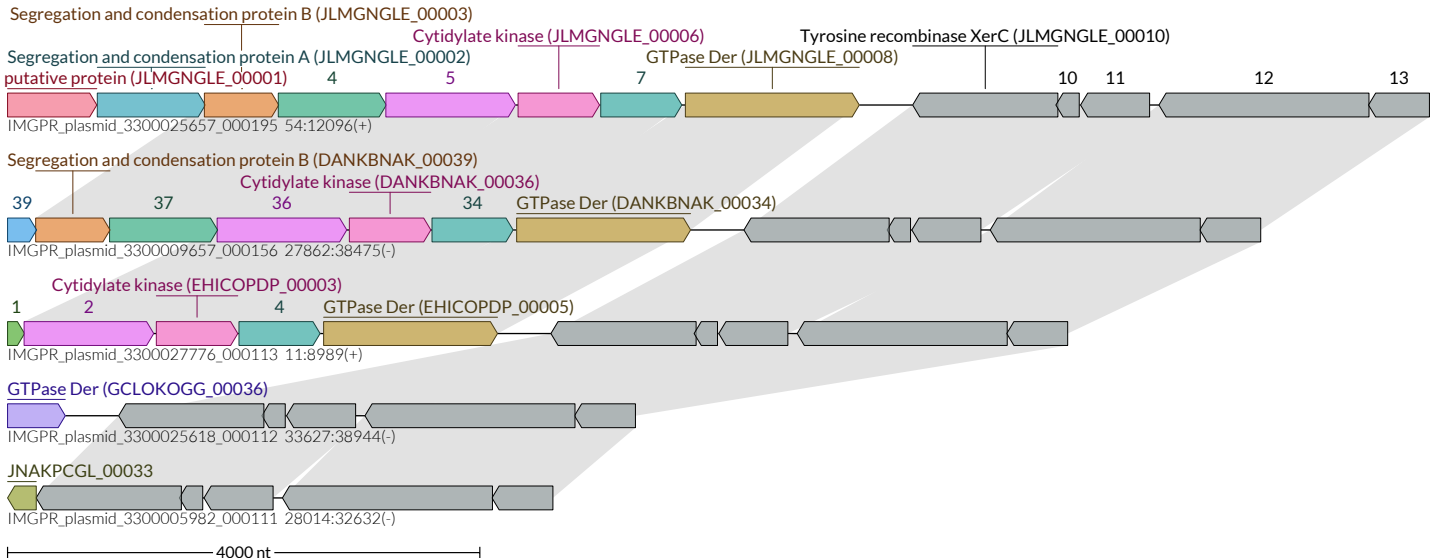 Segregation and condensation protein B (JLMGNGLE_00003)
Cytidylate kinase (JLMGNGLE_00006) Tyrosine recombinase XerC (JLMGNGLE_00010)
Segregation and condensation protein A (JLMGNGLE_00002) GTPase Der (JLMGNGLE_00008)
putative protein (JLMGNGLE_00001) 4 5 7 10 11 12 13
IMGPR_plasmid_3300025657_000195 54:12096(+)
Segregation and condensation protein B (DANKBNAK_00039)
Cytidylate kinase (DANKBNAK_00036)
39 37 36 34 GTPase Der (DANKBNAK_00034)
IMGPR_plasmid_3300009657_000156 27862:38475(-)
Cytidylate kinase (EHICOPDP_00003)
1 2 4 GTPase Der (EHICOPDP_00005)
IMGPR_plasmid_3300027776_000113 11:8989(+)
GTPase Der (GCLOKOGG_00036)
IMGPR_plasmid_3300025618_000112 33627:38944(-)
JNAKPCGL_00033
IMGPR_plasmid_3300005982_000111 28014:32632(-)
4000 nt